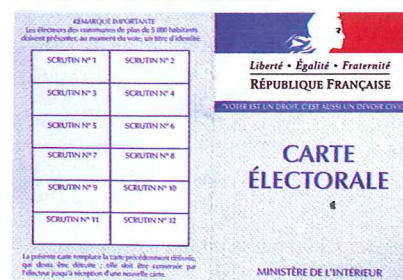 REMARQUE IMPORTANTE
Les électeurs des communes de plus de 5 000 habitants
doivent présenter, au moment du vote, un titre d'identité.
SCRUTIN N° 1 SCRUTIN N° 2
SCRUTIN N° 3 SCRUTIN N° 4
SCRUTIN N° 5 SCRUTIN N° 6
SCRUTIN N° 7 SCRUTIN N° 8
SCRUTIN N° 9 SCRUTIN N° 10
SCRUTIN N° 11 SCRUTIN N° 12
La présente carte remplace la carte précédemment délivrée,
qui devra être détruite ; elle doit être conservée par
l'électeur jusqu'à réception d'une nouvelle carte.
Liberté • Égalité • Fraternité
RÉPUBLIQUE FRANÇAISE
"VOTER EST UN DROIT, C'EST AUSSI UN DEVOIR CIVIQ
CARTE
ÉLECTORALE
MINISTÈRE DE L'INTÉRIEUR